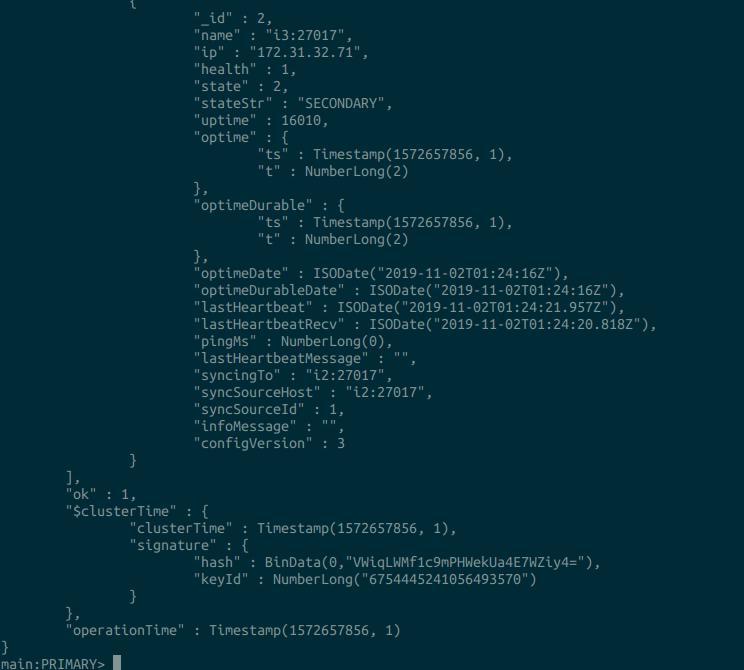 {
"_id" : 2,
"name" : "i3:27017",
"ip" : "172.31.32.71",
"health" : 1,
"state" : 2,
"stateStr" : "SECONDARY",
"uptime" : 16010,
"optime" : {
"ts" : Timestamp(1572657856, 1),
"t" : NumberLong(2)
},
"optimeDurable" : {
"ts" : Timestamp(1572657856, 1),
"t" : NumberLong(2)
},
"optimeDate" : ISODate("2019-11-02T01:24:16Z"),
"optimeDurableDate" : ISODate("2019-11-02T01:24:16Z"),
"lastHeartbeat" : ISODate("2019-11-02T01:24:21.957Z"),
"lastHeartbeatRecv" : ISODate("2019-11-02T01:24:20.818Z"),
"pingMs" : NumberLong(0),
"lastHeartbeatMessage" : "",
"syncingTo" : "i2:27017",
"syncSourceHost" : "i2:27017",
"syncSourceId" : 1,
"infoMessage" : "",
"configVersion" : 3
}
],
"ok" : 1,
"$clusterTime" : {
"clusterTime" : Timestamp(1572657856, 1),
"signature" : {
"hash" : BinData(0,"VWiqLWMf1c9mPHWekUa4E7WZiy4="),
"keyId" : NumberLong("6754445241056493570")
}
},
"operationTime" : Timestamp(1572657856, 1)
}
main:PRIMARY>